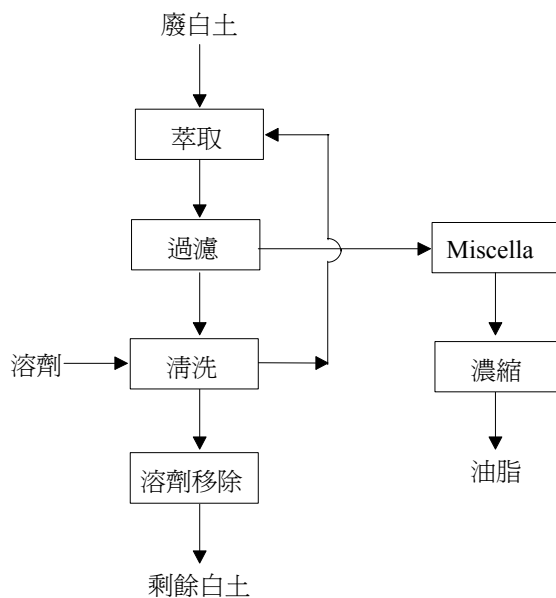 廢白土
萃取
過濾
Miscella
溶劑
清洗
濃縮
溶劑移除
油脂
剩餘白土